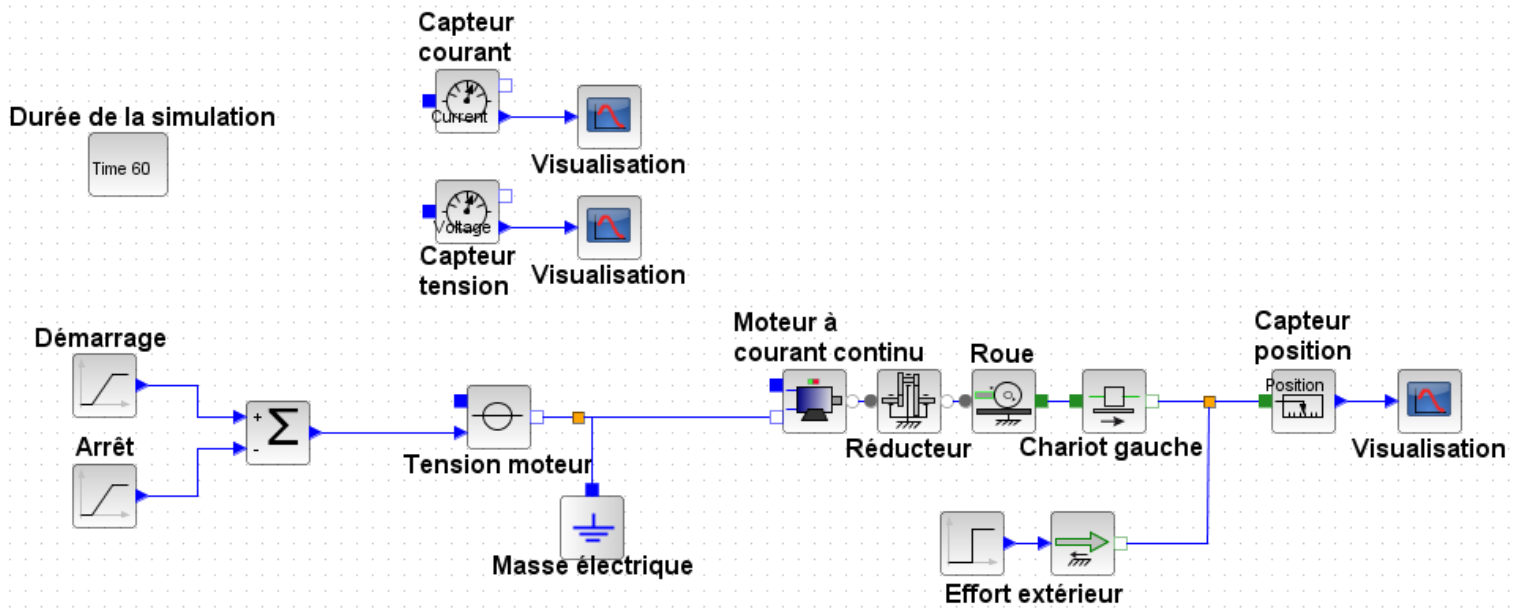 Capteur
courant
Current
Visualisation
Durée de la simulation
Time 60
Voltage
Capteur
tension
Visualisation
Démarrage
Arrêt
+
Σ
-
Tension moteur
Masse électrique
Moteur à
courant continu
Réducteur
Roue
Chariot gauche
Capteur
position
Position
Visualisation
Effort extérieur